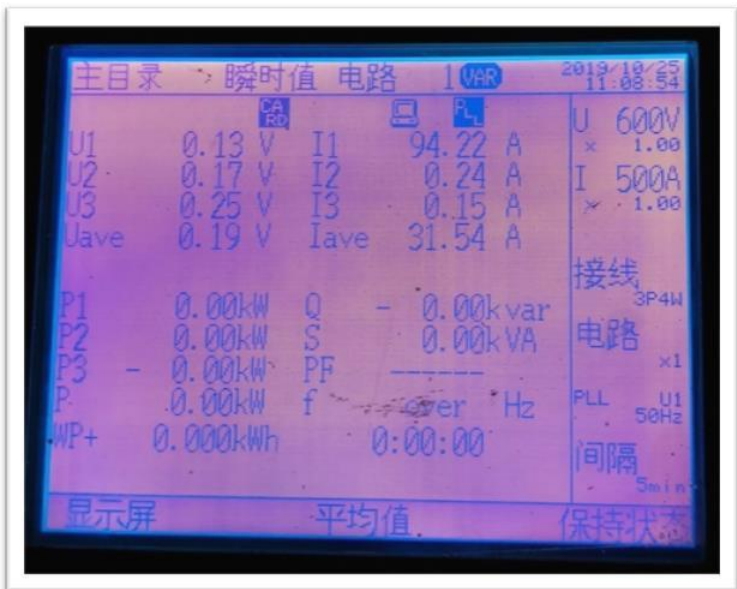 主目录 瞬时值 电路 1 VAR 2019/10/25
11:08:54
CARD PLL
U 600V
× 1.00
I 500A
× 1.00
U1 0.13 V I1 94.22 A
U2 0.17 V I2 0.24 A
U3 0.25 V I3 0.15 A
Uave 0.19 V Iave 31.54 A
P1 0.00kW Q - 0.00kvar
P2 0.00kW S 0.00kVA
P3 - 0.00kW PF ------
P 0.00kW f over Hz
WP+ 0.000kWh 0:00:00
接线
3P4W
电路
×1
PLL U1
50Hz
间隔
5min
显示屏 平均值 保持状态